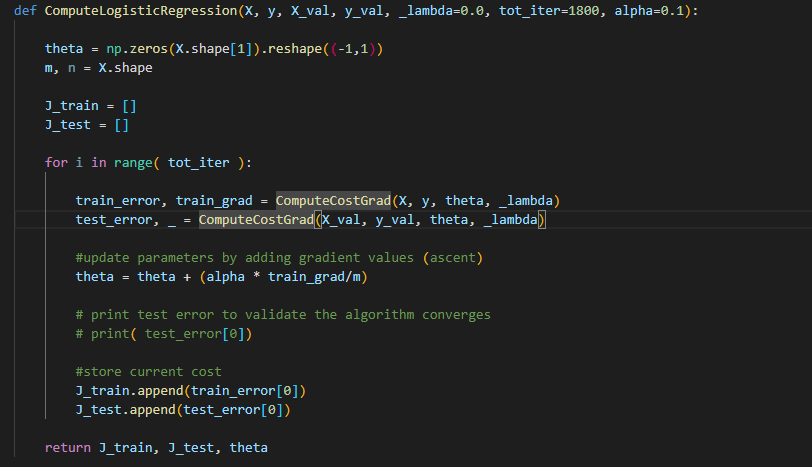 def ComputeLogisticRegression(X, y, X_val, y_val, _lambda=0.0, tot_iter=1800, alpha=0.1):
theta = np.zeros(X.shape[1]).reshape((-1,1))
m, n = X.shape
J_train = []
J_test = []
for i in range( tot_iter ):
train_error, train_grad = ComputeCostGrad(X, y, theta, _lambda)
test_error, _ = ComputeCostGrad(X_val, y_val, theta, _lambda)
#update parameters by adding gradient values (ascent)
theta = theta + (alpha * train_grad/m)
# print test error to validate the algorithm converges
# print( test_error[0])
#store current cost
J_train.append(train_error[0])
J_test.append(test_error[0])
return J_train, J_test, theta